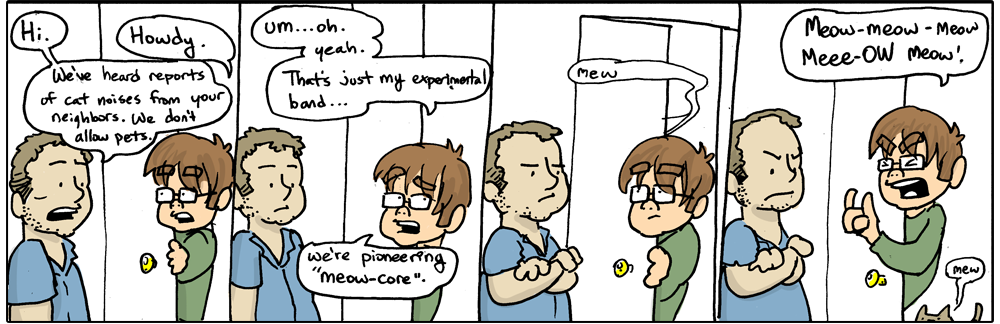 Hi.
Howdy.
We've heard reports
of cat noises from your
neighbors. We don't
allow pets.
um...oh.
yeah.
That's just my experimental
band...
we're pioneering
"meow-core".
mew
Meow-meow-meow
Meee-OW meow!
mew